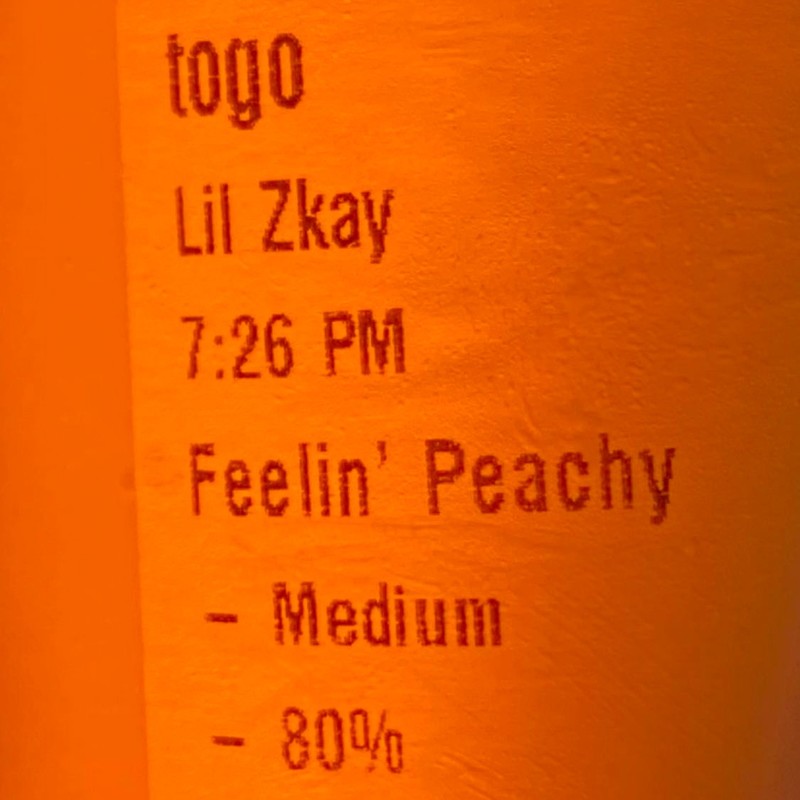 togo
Lil Zkay
7:26 PM
Feelin' Peachy
- Medium
- 80%